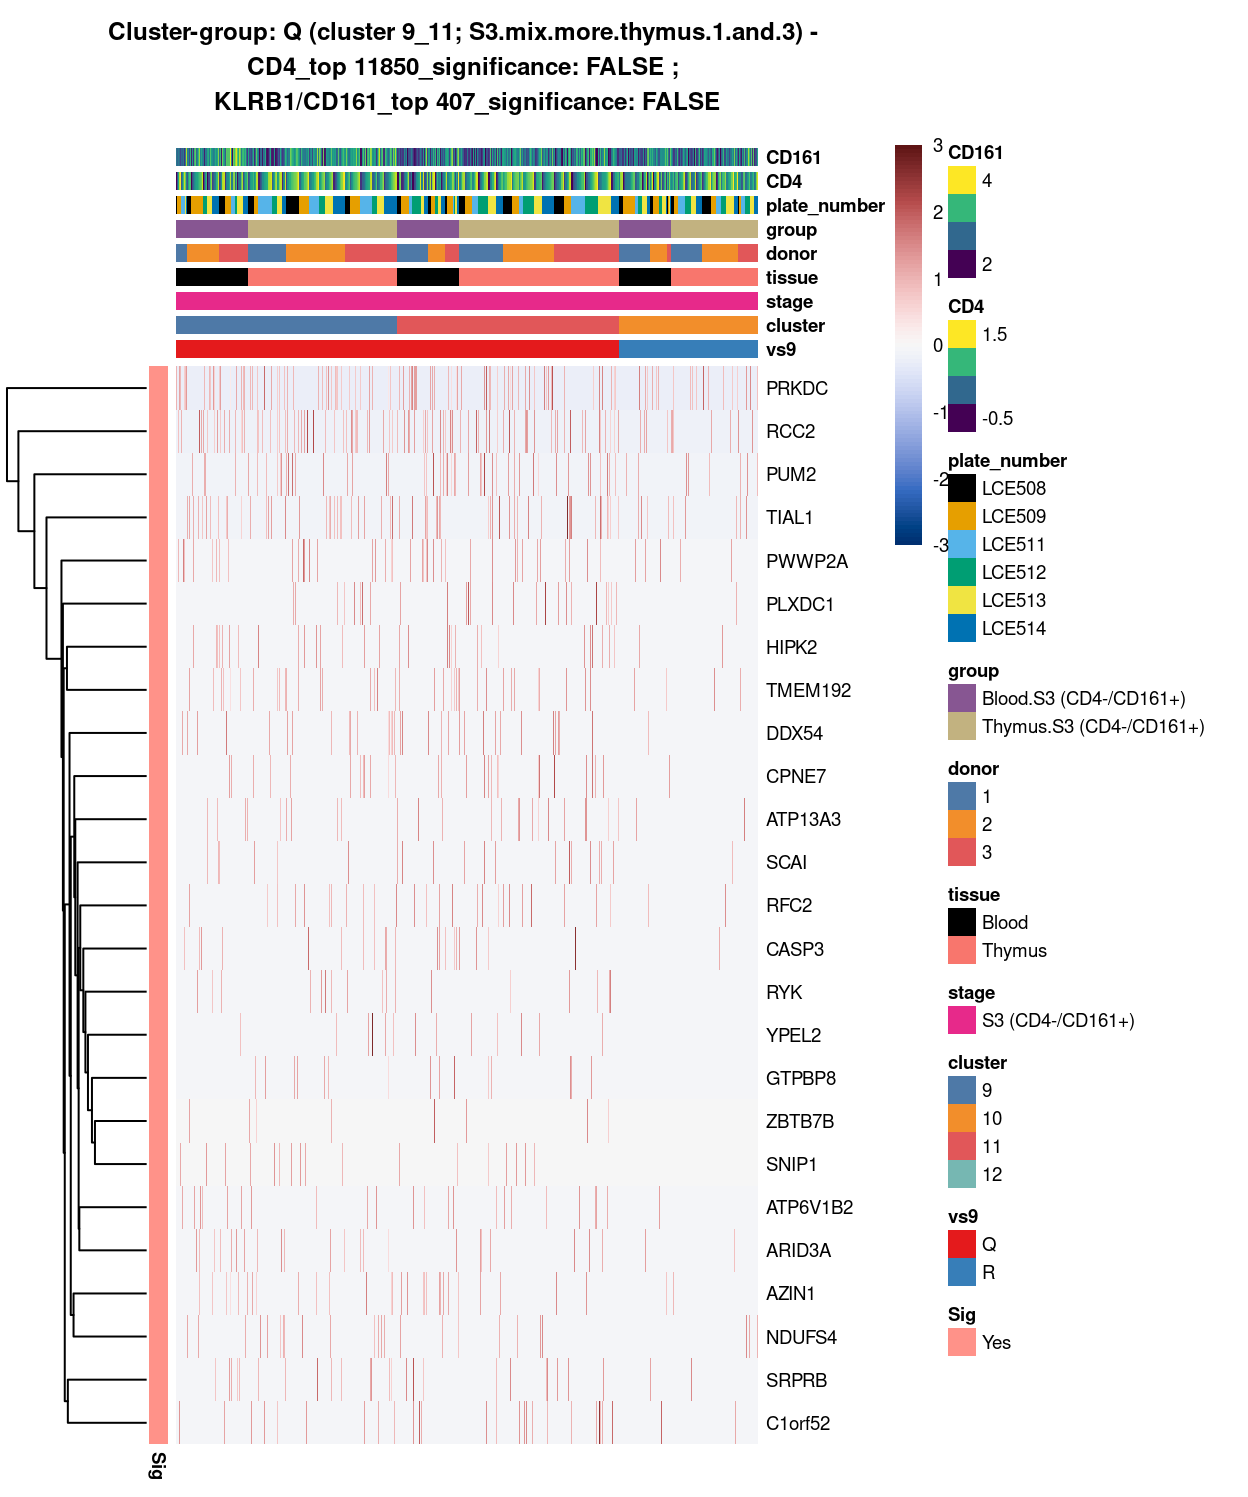 Cluster-group: Q (cluster 9_11; S3.mix.more.thymus.1.and.3) -
CD4_top 11850_significance: FALSE ;
KLRB1/CD161_top 407_significance: FALSE
CD161
CD4
plate_number
group
donor
tissue
stage
cluster
vs9
PRKDC
RCC2
PUM2
TIAL1
PWWP2A
PLXDC1
HIPK2
TMEM192
DDX54
CPNE7
ATP13A3
SCAI
RFC2
CASP3
RYK
YPEL2
GTPBP8
ZBTB7B
SNIP1
ATP6V1B2
ARID3A
AZIN1
NDUFS4
SRPRB
C1orf52
Sig
3
2
1
0
-1
-2
-3
CD161
4
2
CD4
1.5
-0.5
plate_number
LCE508
LCE509
LCE511
LCE512
LCE513
LCE514
group
Blood.S3 (CD4-/CD161+)
Thymus.S3 (CD4-/CD161+)
donor
1
2
3
tissue
Blood
Thymus
stage
S3 (CD4-/CD161+)
cluster
9
10
11
12
vs9
Q
R
Sig
Yes